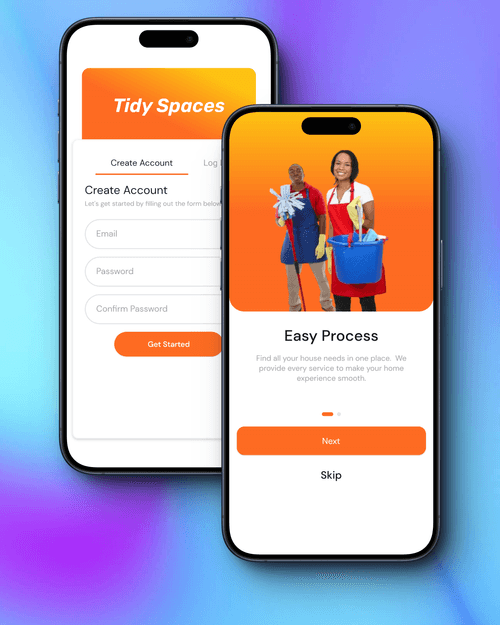 Tidy Spaces
Create Account
Log
Create Account
Let's get started by filling out the form below
Email
Password
Confirm Password
Get Started
Easy Process
Find all your house needs in one place. We
provide every service to make your home
experience smooth.
Next
Skip